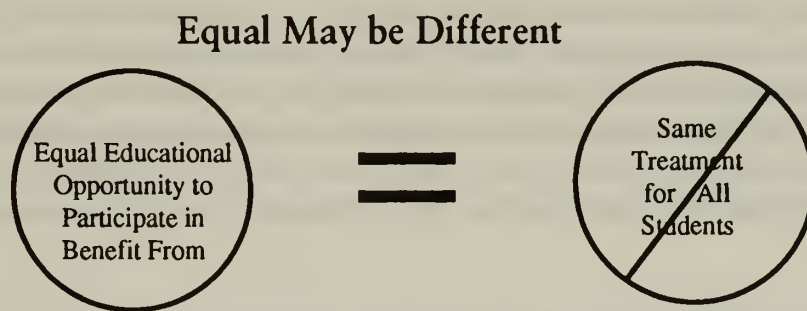 Equal May be Different
Equal Educational
Opportunity to
Participate in
Benefit From
=
Same
Treatment
for All
Students